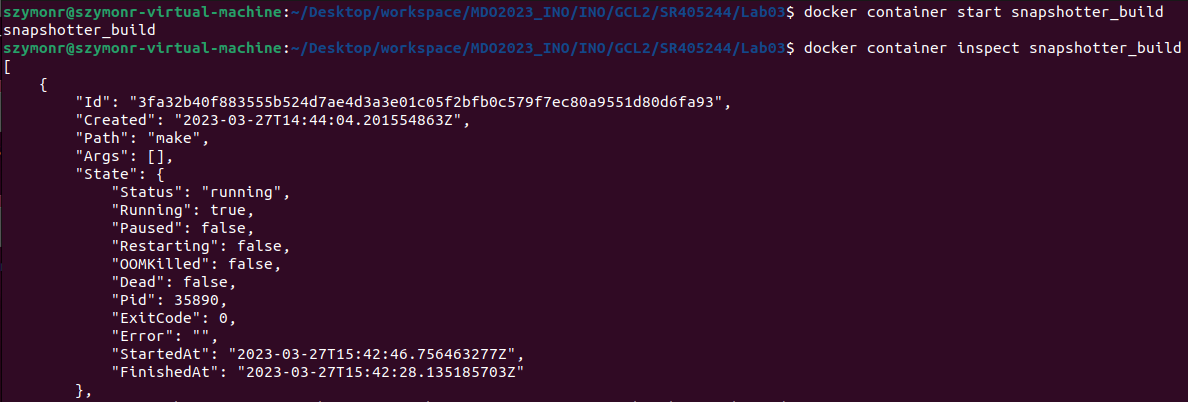 szymonr@szymonr-virtual-machine:~/Desktop/workspace/MDO2023_INO/INO/GCL2/SR405244/Lab03$ docker container start snapshotter_build
snapshotter_build
szymonr@szymonr-virtual-machine:~/Desktop/workspace/MDO2023_INO/INO/GCL2/SR405244/Lab03$ docker container inspect snapshotter_build
[
    {
        "Id": "3fa32b40f883555b524d7ae4d3a3e01c05f2bfb0c579f7ec80a9551d80d6fa93",
        "Created": "2023-03-27T14:44:04.201554863Z",
        "Path": "make",
        "Args": [],
        "State": {
            "Status": "running",
            "Running": true,
            "Paused": false,
            "Restarting": false,
            "OOMKilled": false,
            "Dead": false,
            "Pid": 35890,
            "ExitCode": 0,
            "Error": "",
            "StartedAt": "2023-03-27T15:42:46.756463277Z",
            "FinishedAt": "2023-03-27T15:42:28.135185703Z"
        },